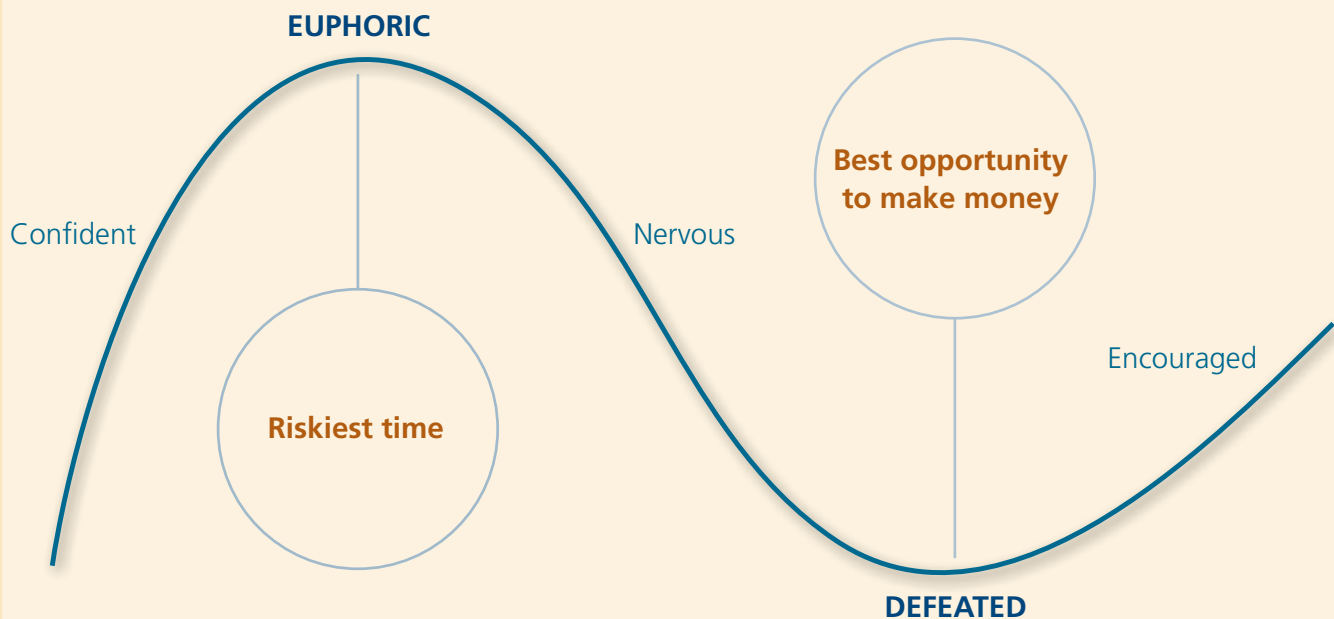 EUPHORIC
Confident
Riskiest time
Nervous
Best opportunity
to make money
Encouraged
DEFEATED